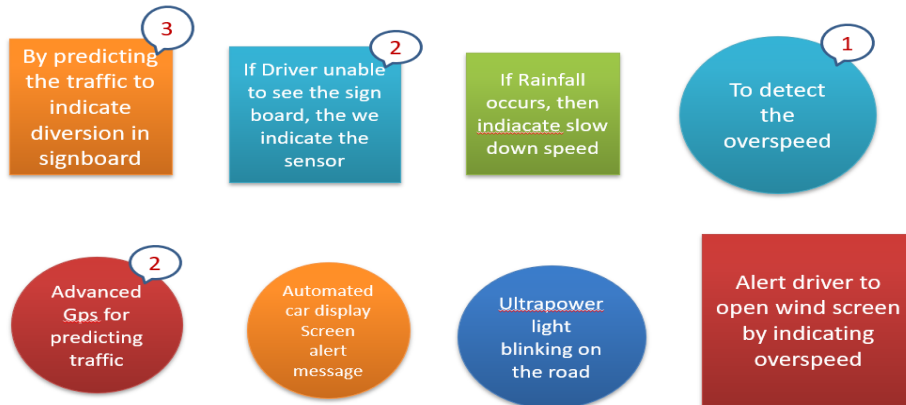 3
By predicting
the traffic to
indicate
diversion in
signboard
2
If Driver unable
to see the sign
board, the we
indicate the
sensor
If Rainfall
occurs, then
indiacate slow
down speed
1
To detect
the
overspeed
2
Advanced
Gps for
predicting
traffic
Automated
car display
Screen
alert
message
Ultrapower
light
blinking on
the road
Alert driver to
open wind screen
by indicating
overspeed